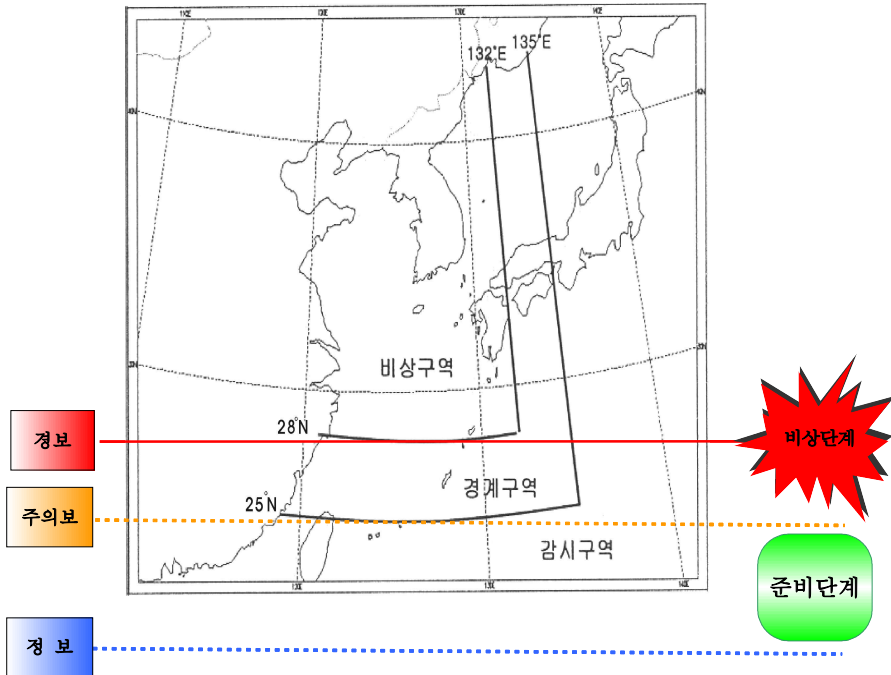 132°E
135°E
비상구역
28°N
경보
비상단계
25°N
경계구역
주의보
감시구역
준비단계
정 보